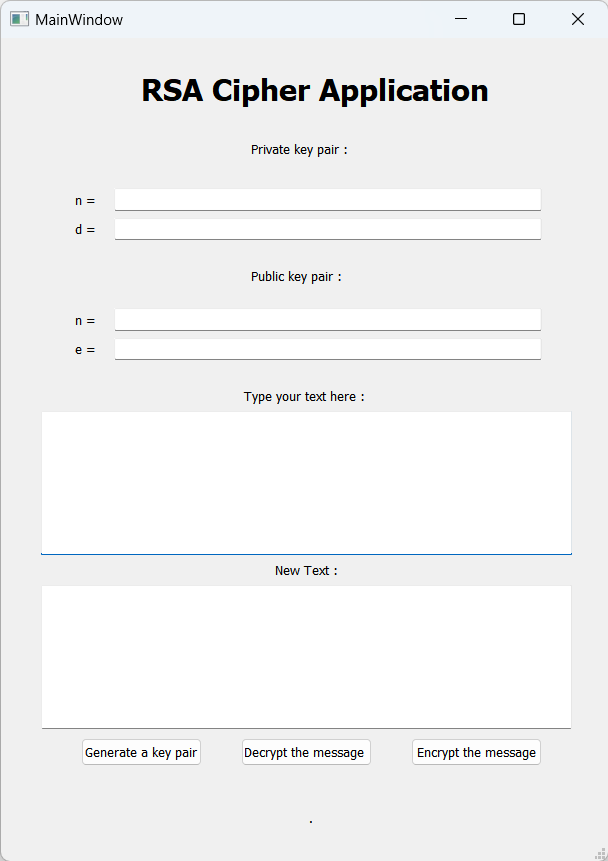 MainWindow
RSA Cipher Application
Private key pair :
n =
d =
Public key pair :
n =
e =
Type your text here :
New Text :
Generate a key pair Decrypt the message Encrypt the message
.